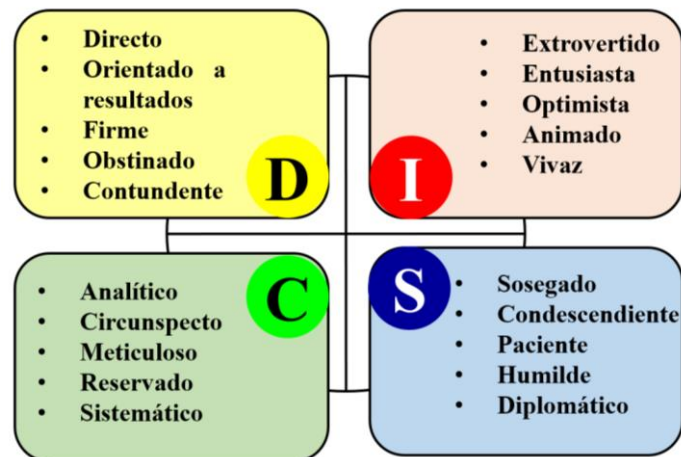 • Directo
• Orientado a
resultados
• Firme
• Obstinado
• Contundente
D
• Extrovertido
• Entusiasta
• Optimista
• Animado
• Vivaz
I
• Analítico
• Circunspecto
• Meticuloso
• Reservado
• Sistemático
C
S
• Sosegado
• Condescendiente
• Paciente
• Humilde
• Diplomático